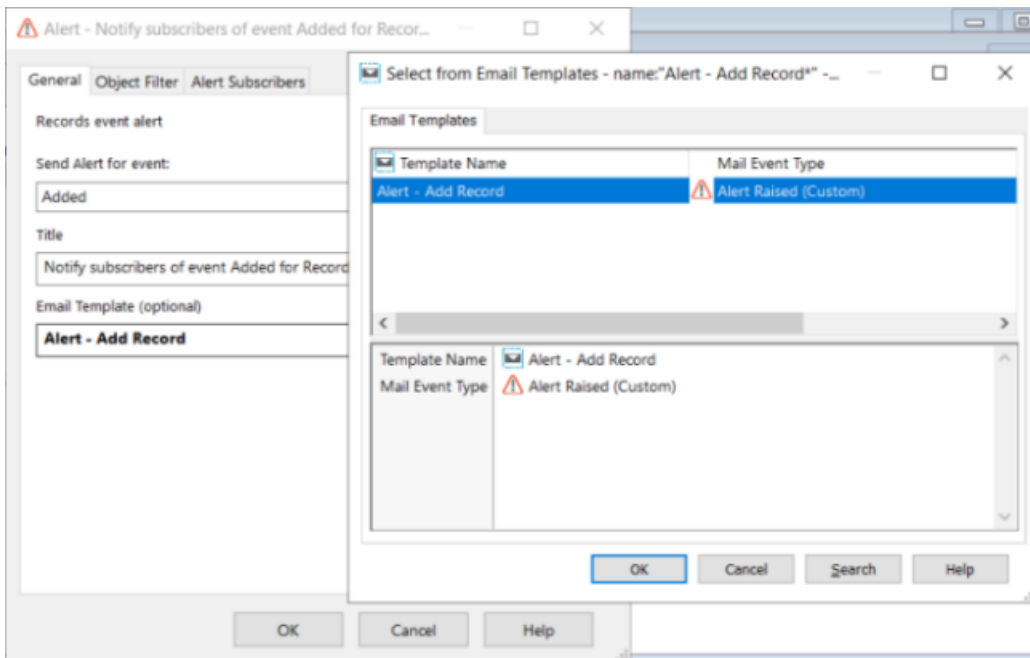 Alert - Notify subscribers of event Added for Recor...
General Object Filter Alert Subscribers
Records event alert
Send Alert for event:
Added
Title
Notify subscribers of event Added for Record
Email Template (optional)
Alert - Add Record
OK Cancel Help
Select from Email Templates - name:"Alert - Add Record*" -...
Email Templates
Template Name Mail Event Type
Alert - Add Record Alert Raised (Custom)
Template Name Alert - Add Record
Mail Event Type Alert Raised (Custom)
OK Cancel Search Help